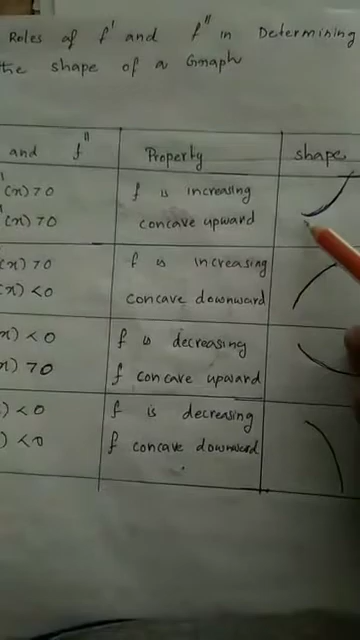 Roles of f' and f" in Determining
the shape of a Graph
and f" Property shape
'(x) > 0 f is increasing
'(x) > 0 concave upward
(x) > 0 f is increasing
(x) < 0 concave downward
x) < 0 f is decreasing
x) > 0 f concave upward
) < 0 f is decreasing
) < 0 f concave downward